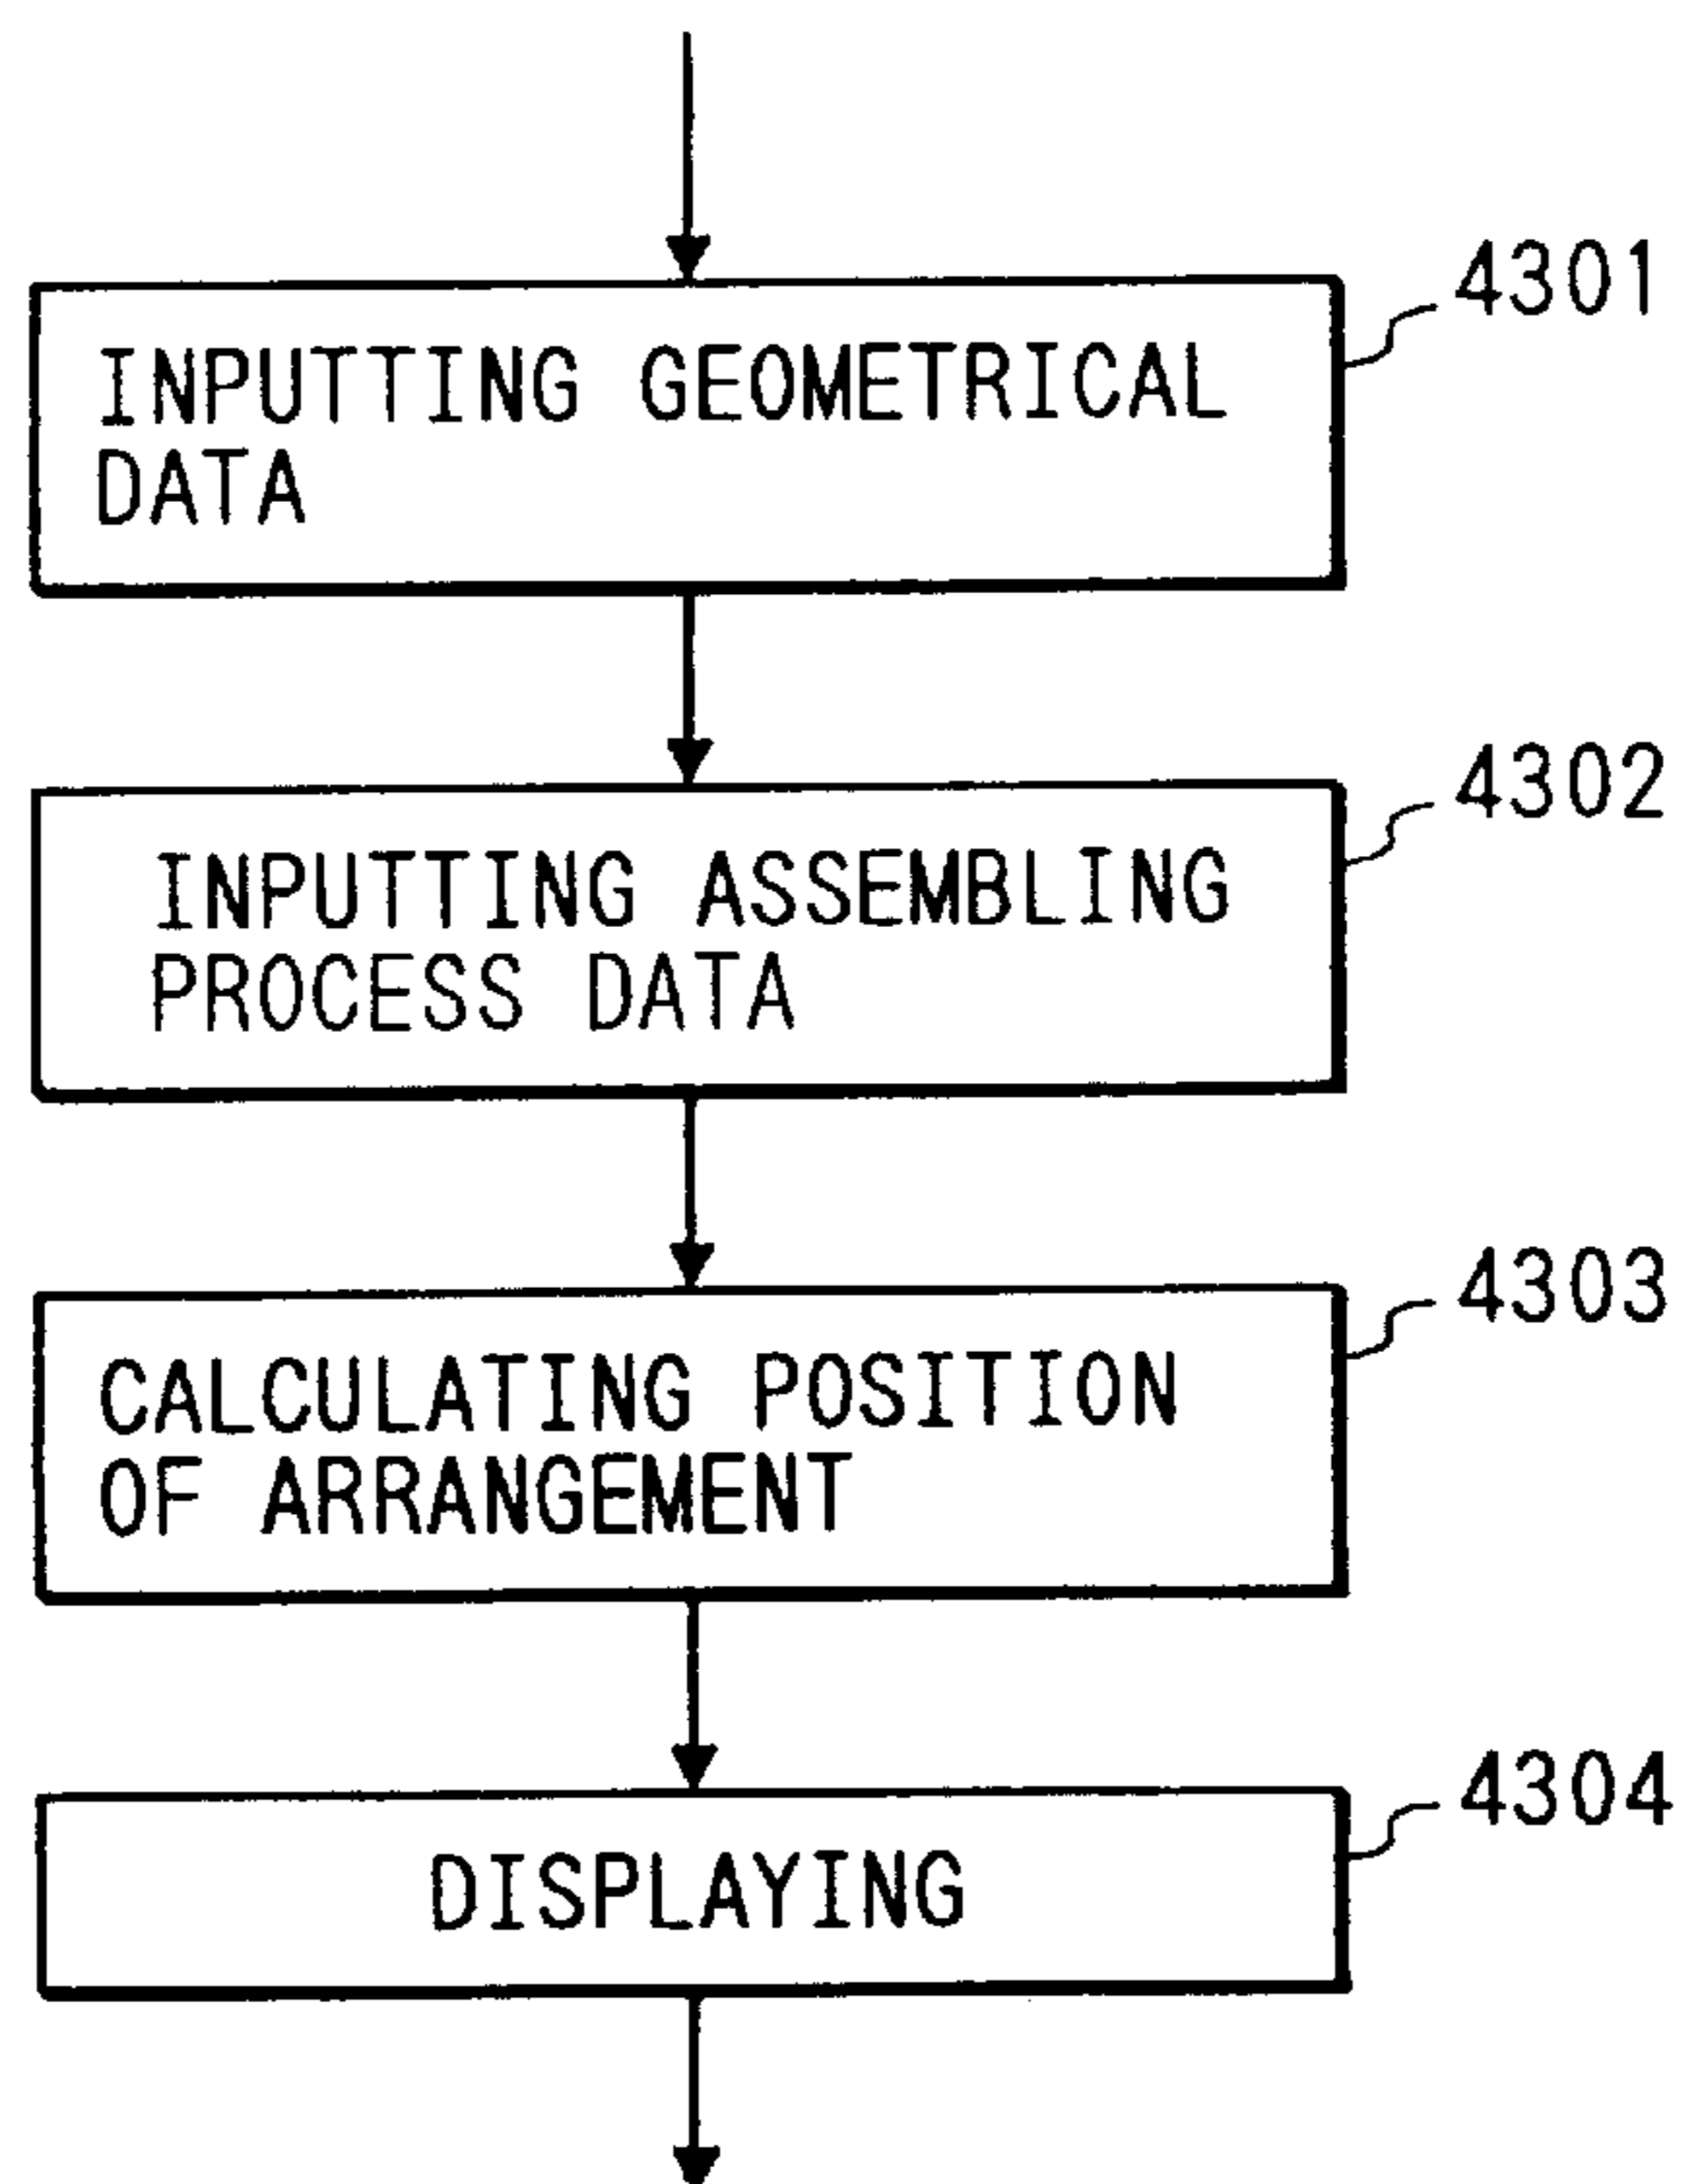 4301
INPUTTING GEOMETRICAL
DATA
4302
INPUTTING ASSEMBLING
PROCESS DATA
4303
CALCULATING POSITION
OF ARRANGEMENT
4304
DISPLAYING